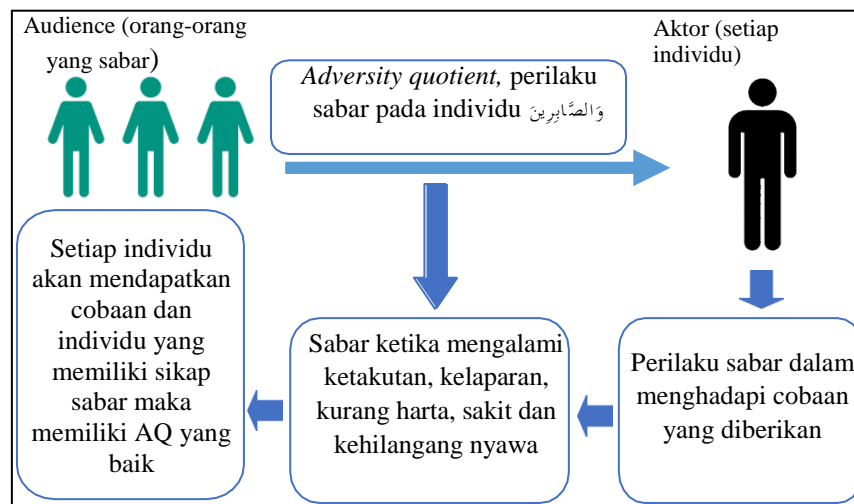 Audience (orang-orang
yang sabar)
Adversity quotient, perilaku
sabar pada individu وَالصَّابِرِينَ
Aktor (setiap
individu)
Setiap individu
akan mendapatkan
cobaan dan
individu yang
memiliki sikap
sabar maka
memiliki AQ yang
baik
Sabar ketika mengalami
ketakutan, kelaparan,
kurang harta, sakit dan
kehilangang nyawa
Perilaku sabar dalam
menghadapi cobaan
yang diberikan